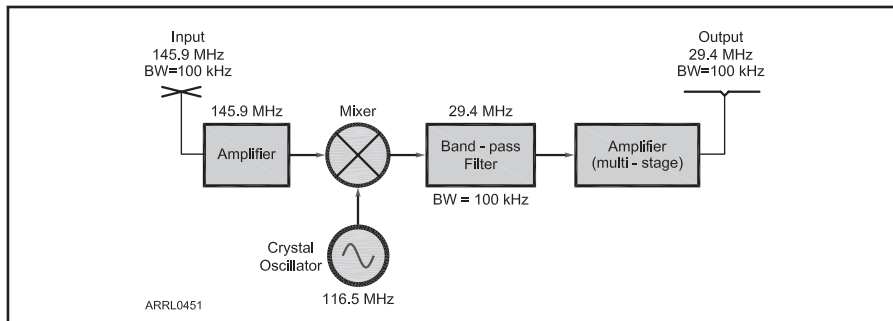 Input
145.9 MHz
BW=100 kHz
Output
29.4 MHz
BW=100 kHz
145.9 MHz
Mixer
29.4 MHz
Amplifier
Band - pass
Filter
Amplifier
(multi - stage)
BW = 100 kHz
Crystal
Oscillator
116.5 MHz
ARRL0451